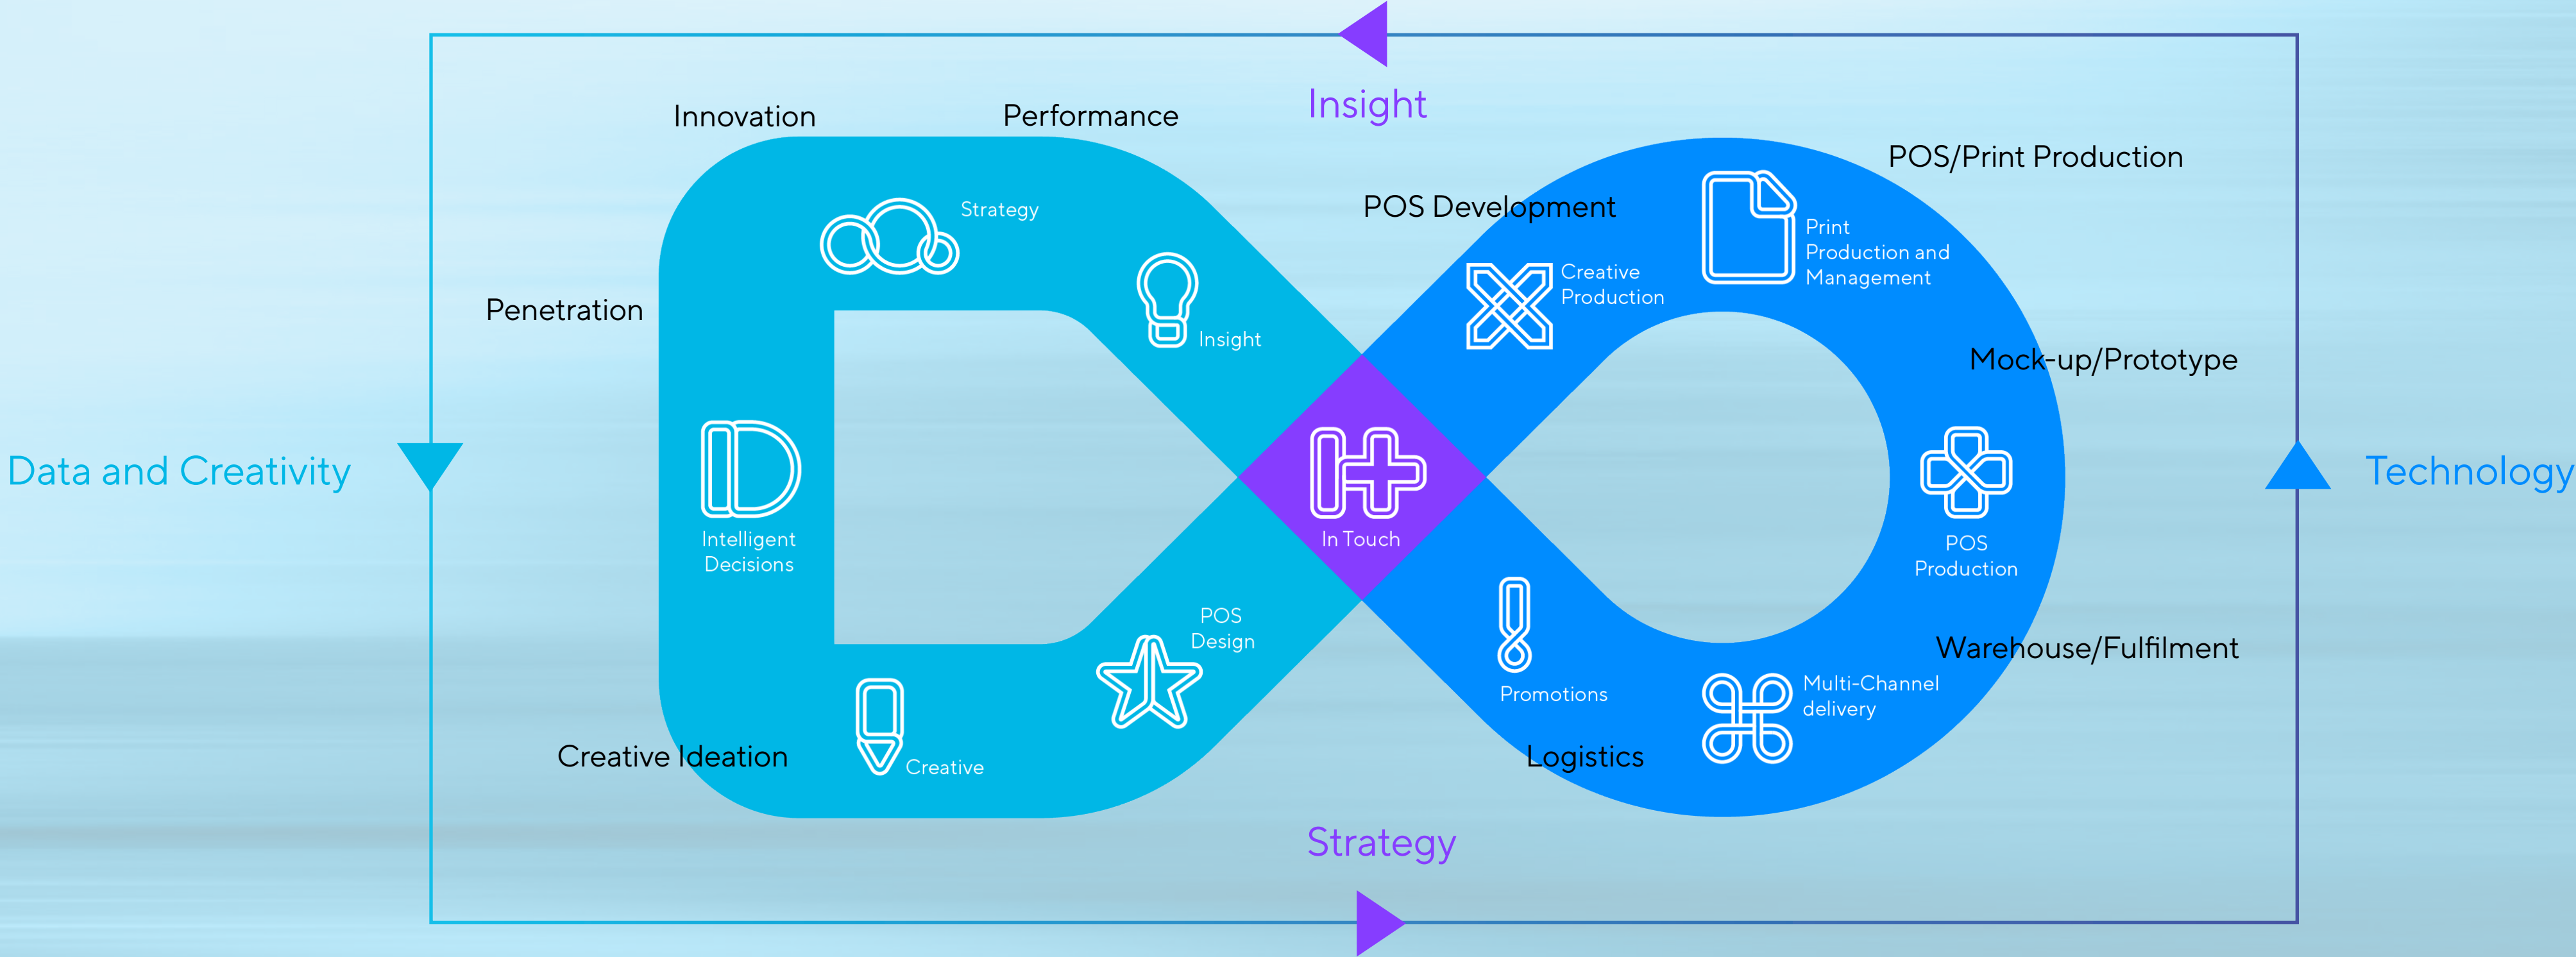 Insight
Innovation
Performance
POS/Print Production
POS Development
Strategy
Print
Production and
Management
Creative
Production
Penetration
Insight
Mock-up/Prototype
Data and Creativity
Technology
Intelligent
Decisions
In Touch
POS
Production
POS
Design
Warehouse/Fulfilment
Promotions
Multi-Channel
delivery
Creative Ideation
Creative
Logistics
Strategy